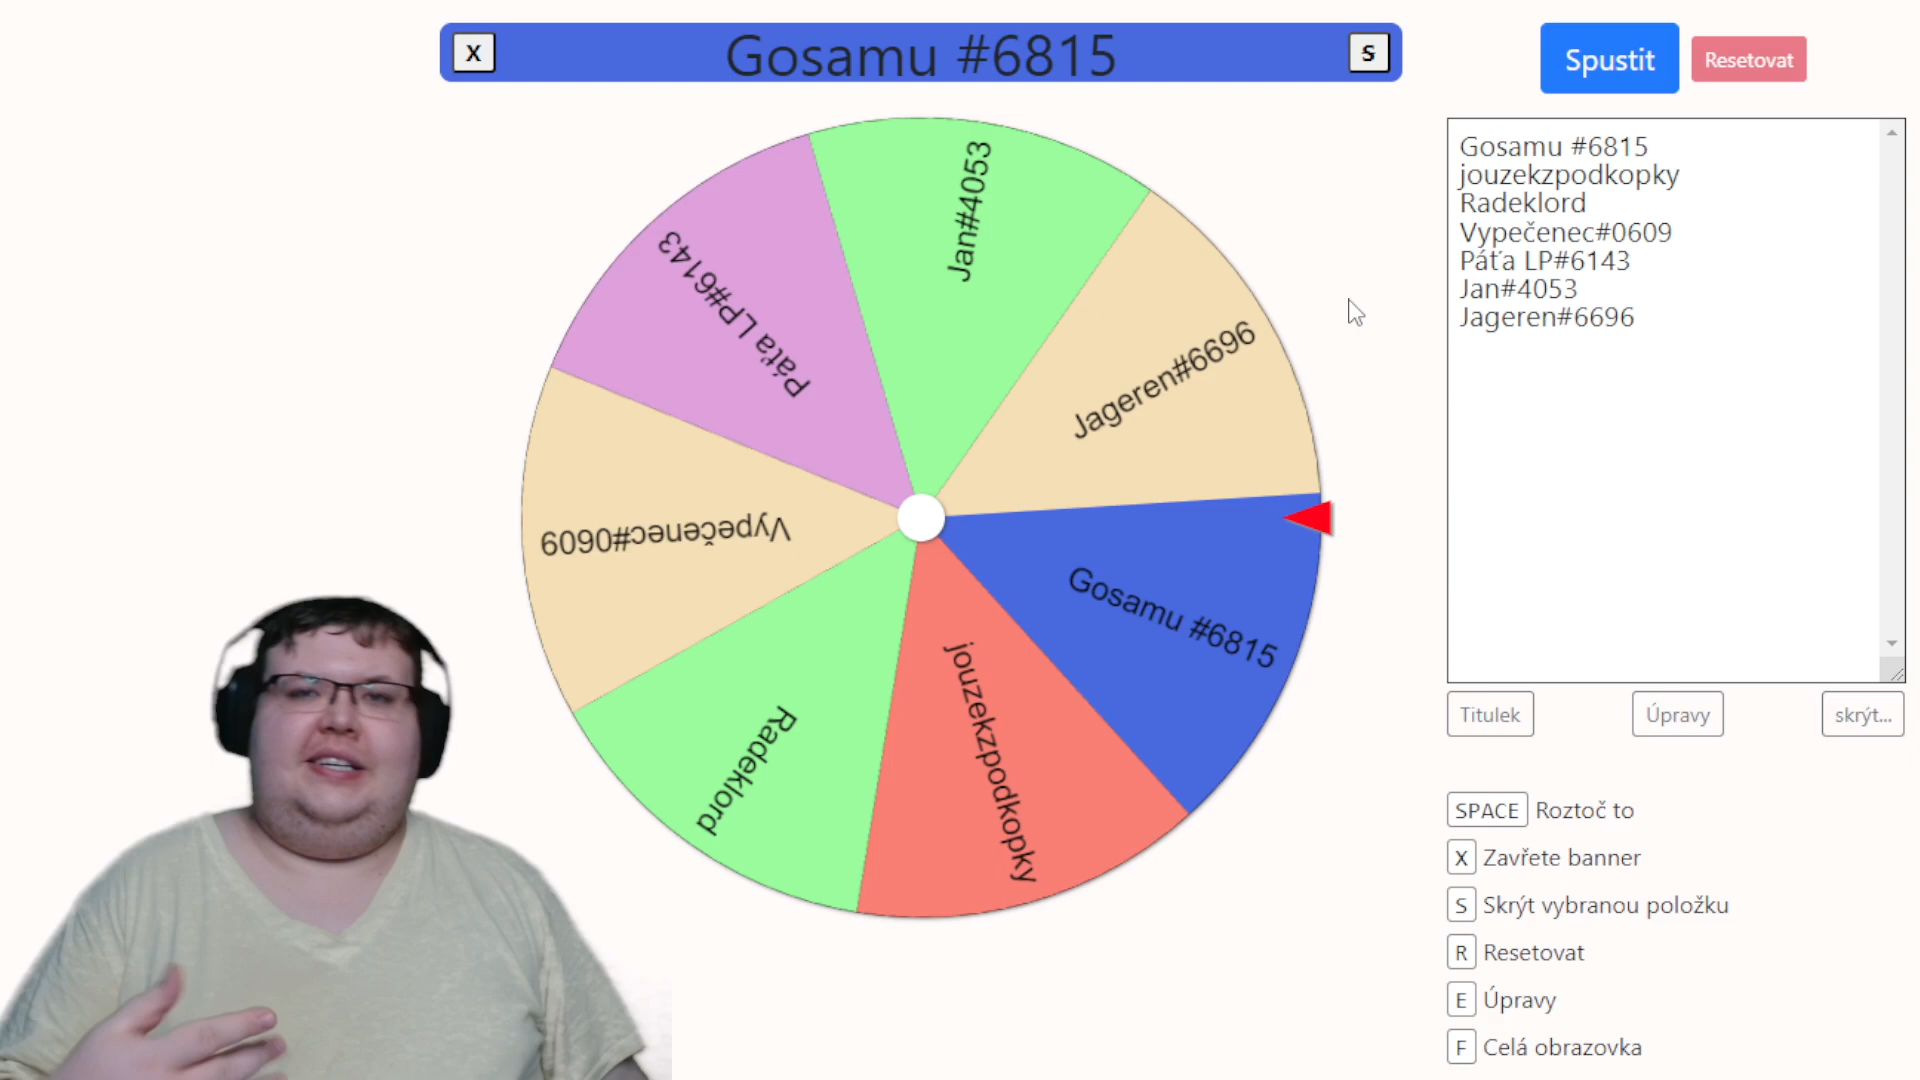 X Gosamu #6815 S
Spustit Resetovat
Gosamu #6815
jouzekzpodkopky
Radeklord
Vypečenec#0609
Páťa LP#6143
Jan#4053
Jageren#6696
Jan#4053
Jageren#6696
Gosamu #6815
jouzekzpodkopky
Radeklord
Vypečenec#0609
Páťa LP#6143
Titulek Úpravy skrýt...
SPACE Roztoč to
X Zavřete banner
S Skrýt vybranou položku
R Resetovat
E Úpravy
F Celá obrazovka